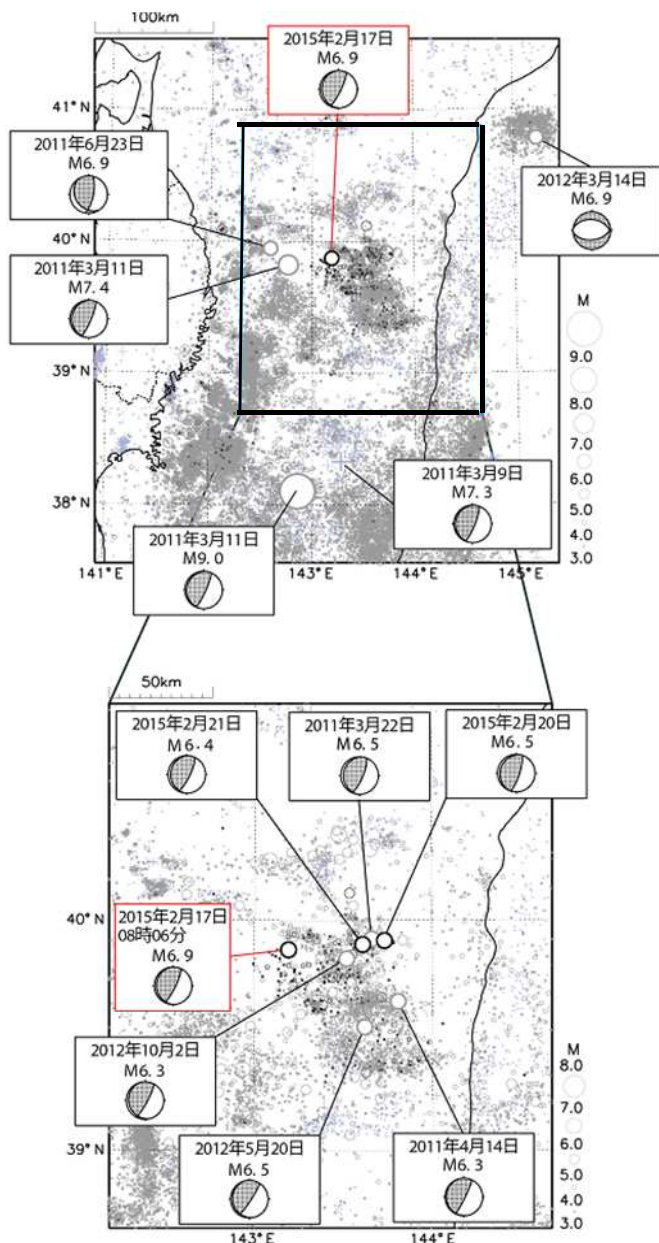 100km
2015年2月17日
M6.9
41°N
2011年6月23日
M6.9
2012年3月14日
M6.9
40°N
2011年3月11日
M7.4
M
9.0
8.0
7.0
6.0
5.0
4.0
3.0
39°N
2011年3月9日
M7.3
38°N
2011年3月11日
M9.0
141°E
143°E
144°E
145°E
50km
2015年2月21日
M6.4
2011年3月22日
M6.5
2015年2月20日
M6.5
40°N
2015年2月17日
08時06分
M6.9
2012年10月2日
M6.3
M
8.0
7.0
6.0
5.0
4.0
3.0
39°N
2012年5月20日
M6.5
2011年4月14日
M6.3
143°E
144°E